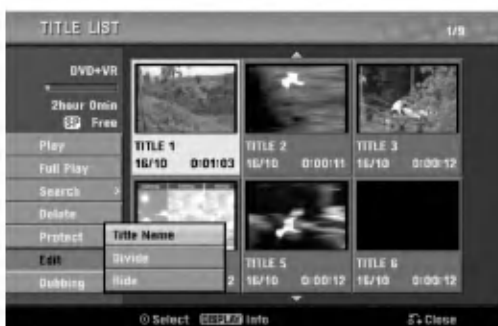 TITLE LIST
1/9
DVD+VR
2hour 0min
SP Free
Play
Full Play
Search >
Delete
Protect
Edit
Dubbing
Title Name
Divide
Hide
TITLE 1
16/10 0:01:03
TITLE 2
16/10 0:00:11
TITLE 3
16/10 0:00:12
2
TITLE 5
16/10 0:00:12
TITLE 6
16/10 0:00:12
Select DISPLAY Info
Close